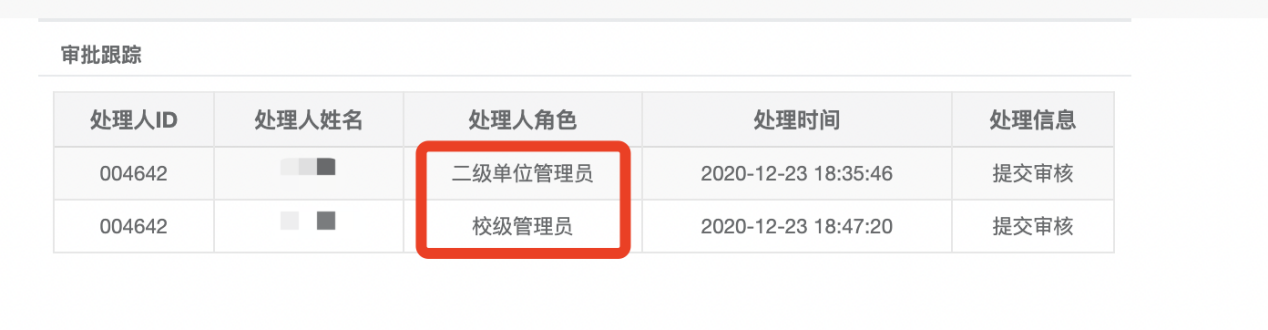 审批跟踪
处理人ID 处理人姓名 处理人角色 处理时间 处理信息
004642 二级单位管理员 2020-12-23 18:35:46 提交审核
004642 校级管理员 2020-12-23 18:47:20 提交审核